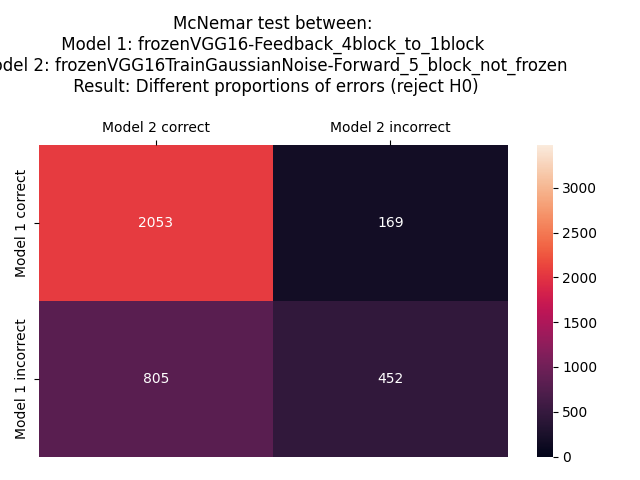 McNemar test between:
Model 1: frozenVGG16-Feedback_4block_to_1block
del 2: frozenVGG16TrainGaussianNoise-Forward_5_block_not_frozen
Result: Different proportions of errors (reject H0)
Model 2 correct
Model 2 incorrect
Model 1 correct
2053
169
Model 1 incorrect
805
452
3000
2500
2000
1500
1000
500
0